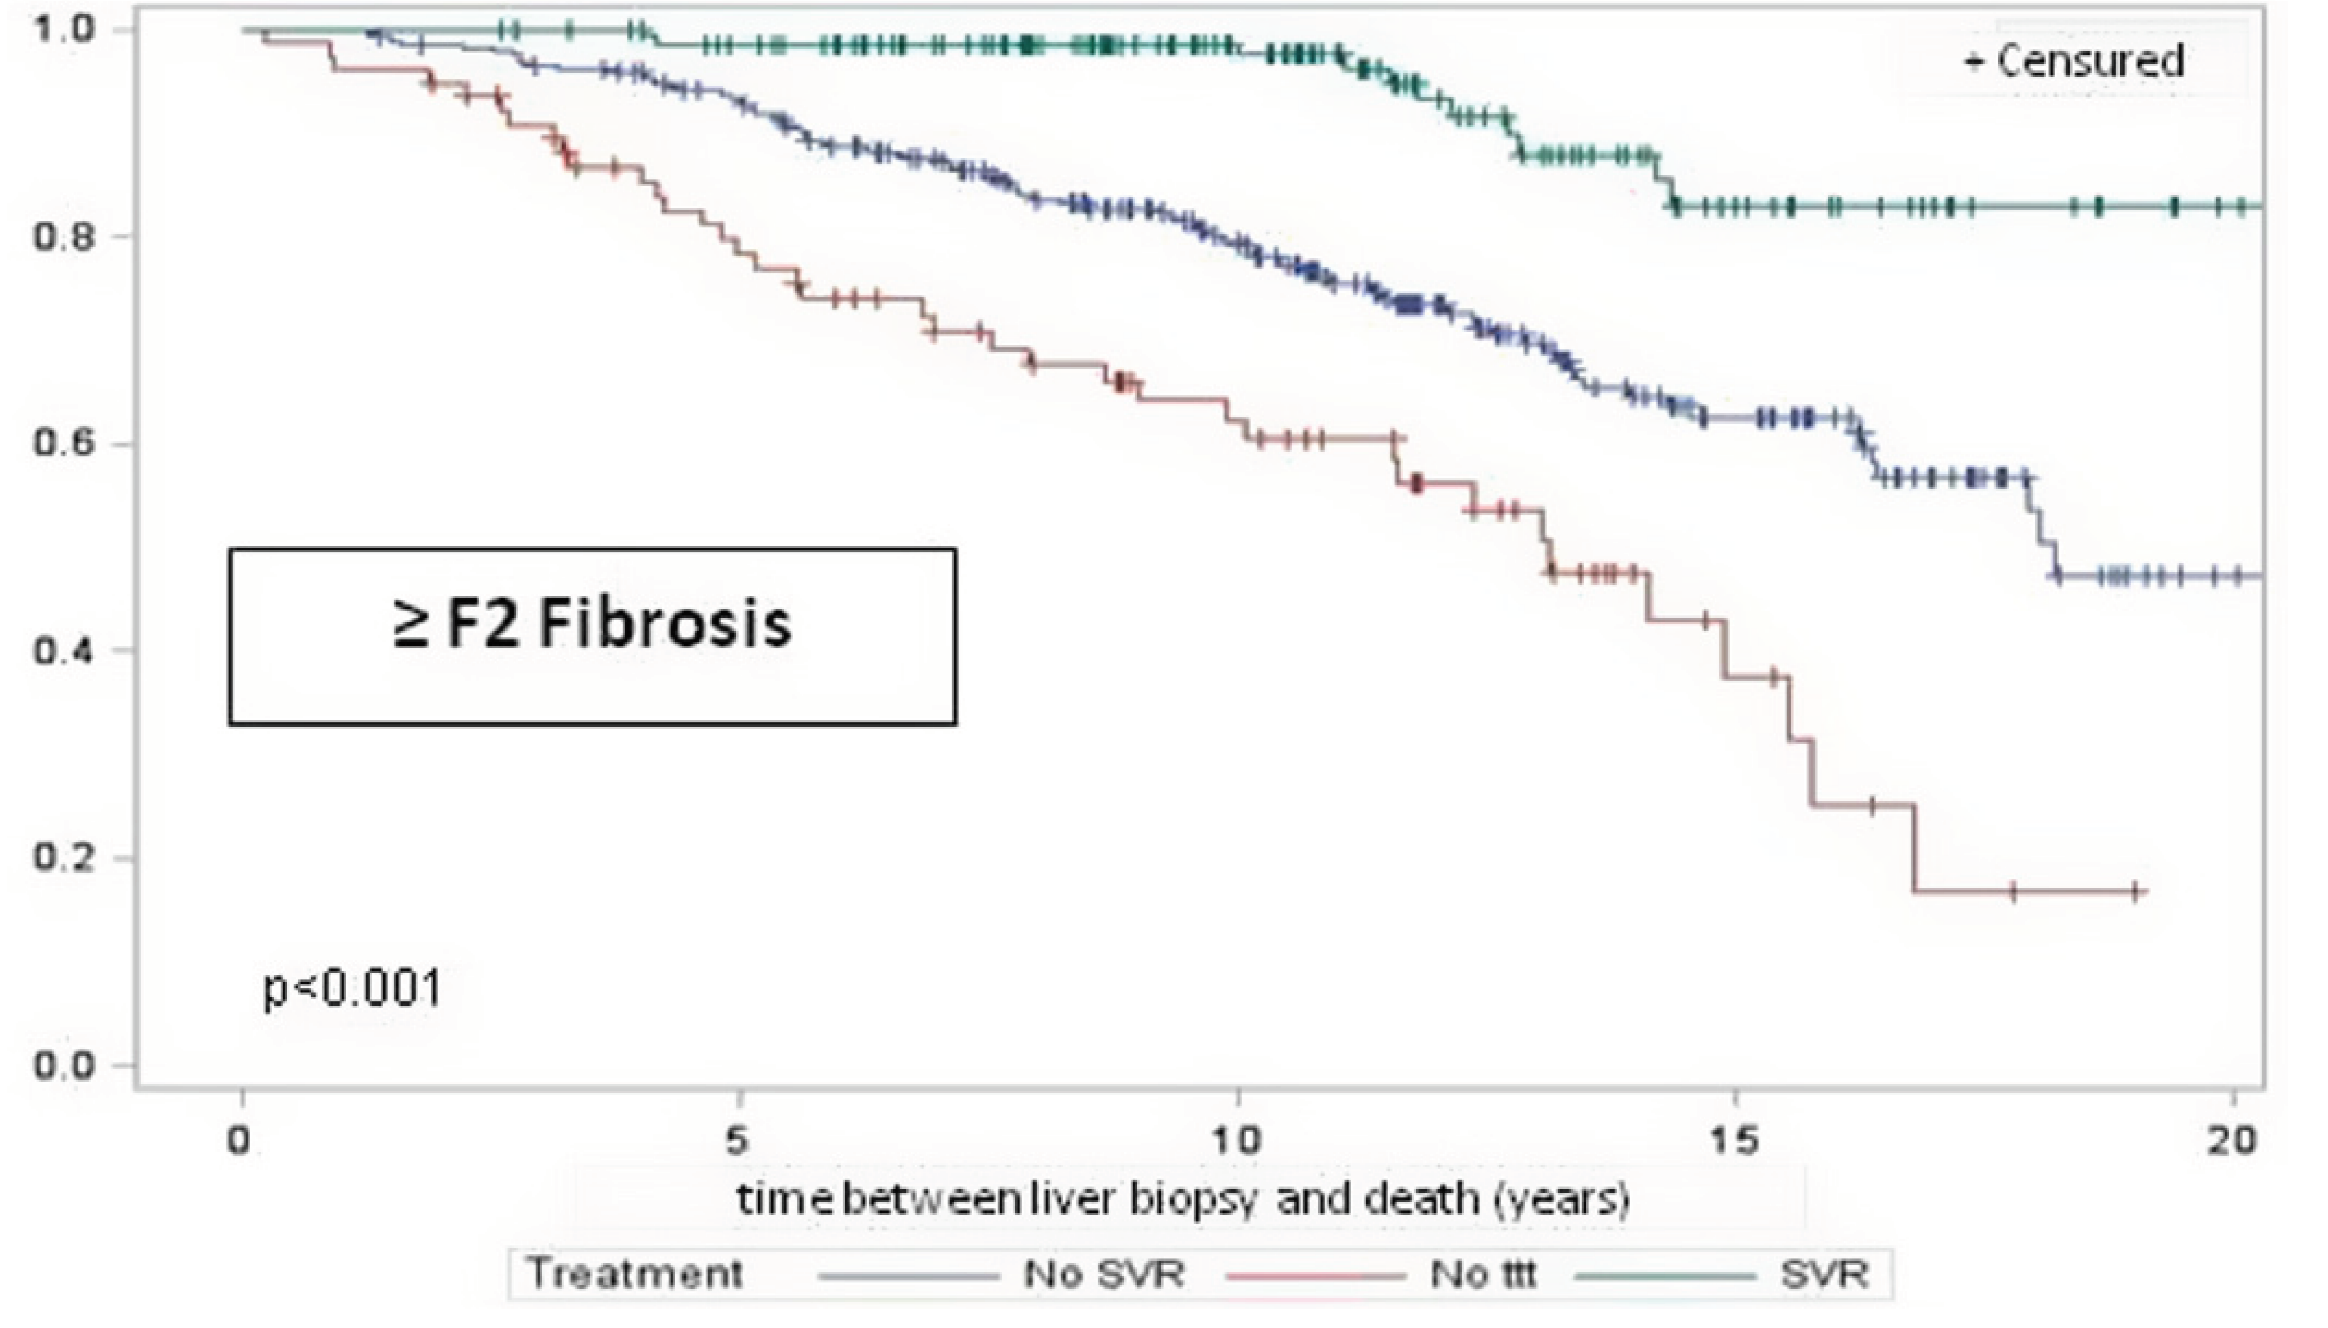 1.0
+ Censured
0.8
0.6
≥ F2 Fibrosis
0.4
0.2
p<0.001
0.0
0 5 10 15 20
time between liver biopsy and death (years)
Treatment No SVR No ttt SVR